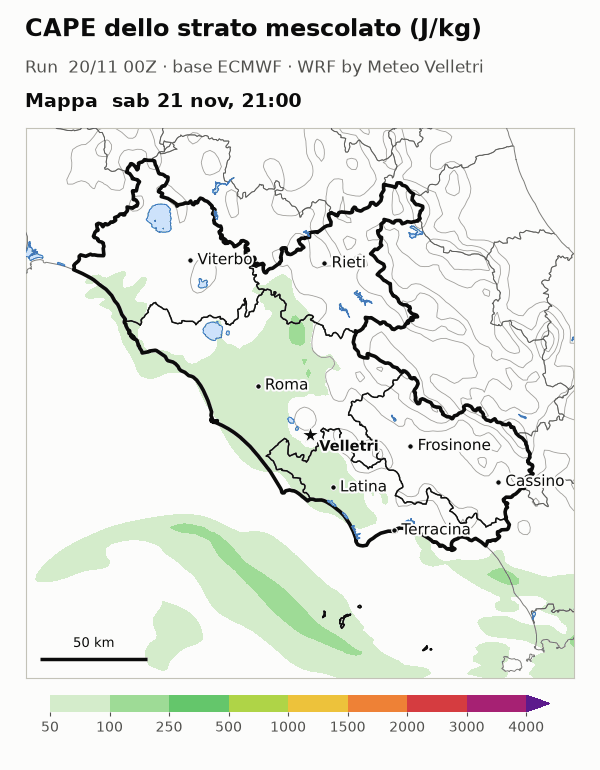 CAPE dello strato mescolato (J/kg)
Run  20/11 00Z · base ECMWF · WRF by Meteo Velletri
Mappa  sab 21 nov, 21:00
Viterbo
Rieti
Roma
Velletri
Frosinone
Cassino
Latina
Terracina
50 km
50 100 250 500 1000 1500 2000 3000 4000